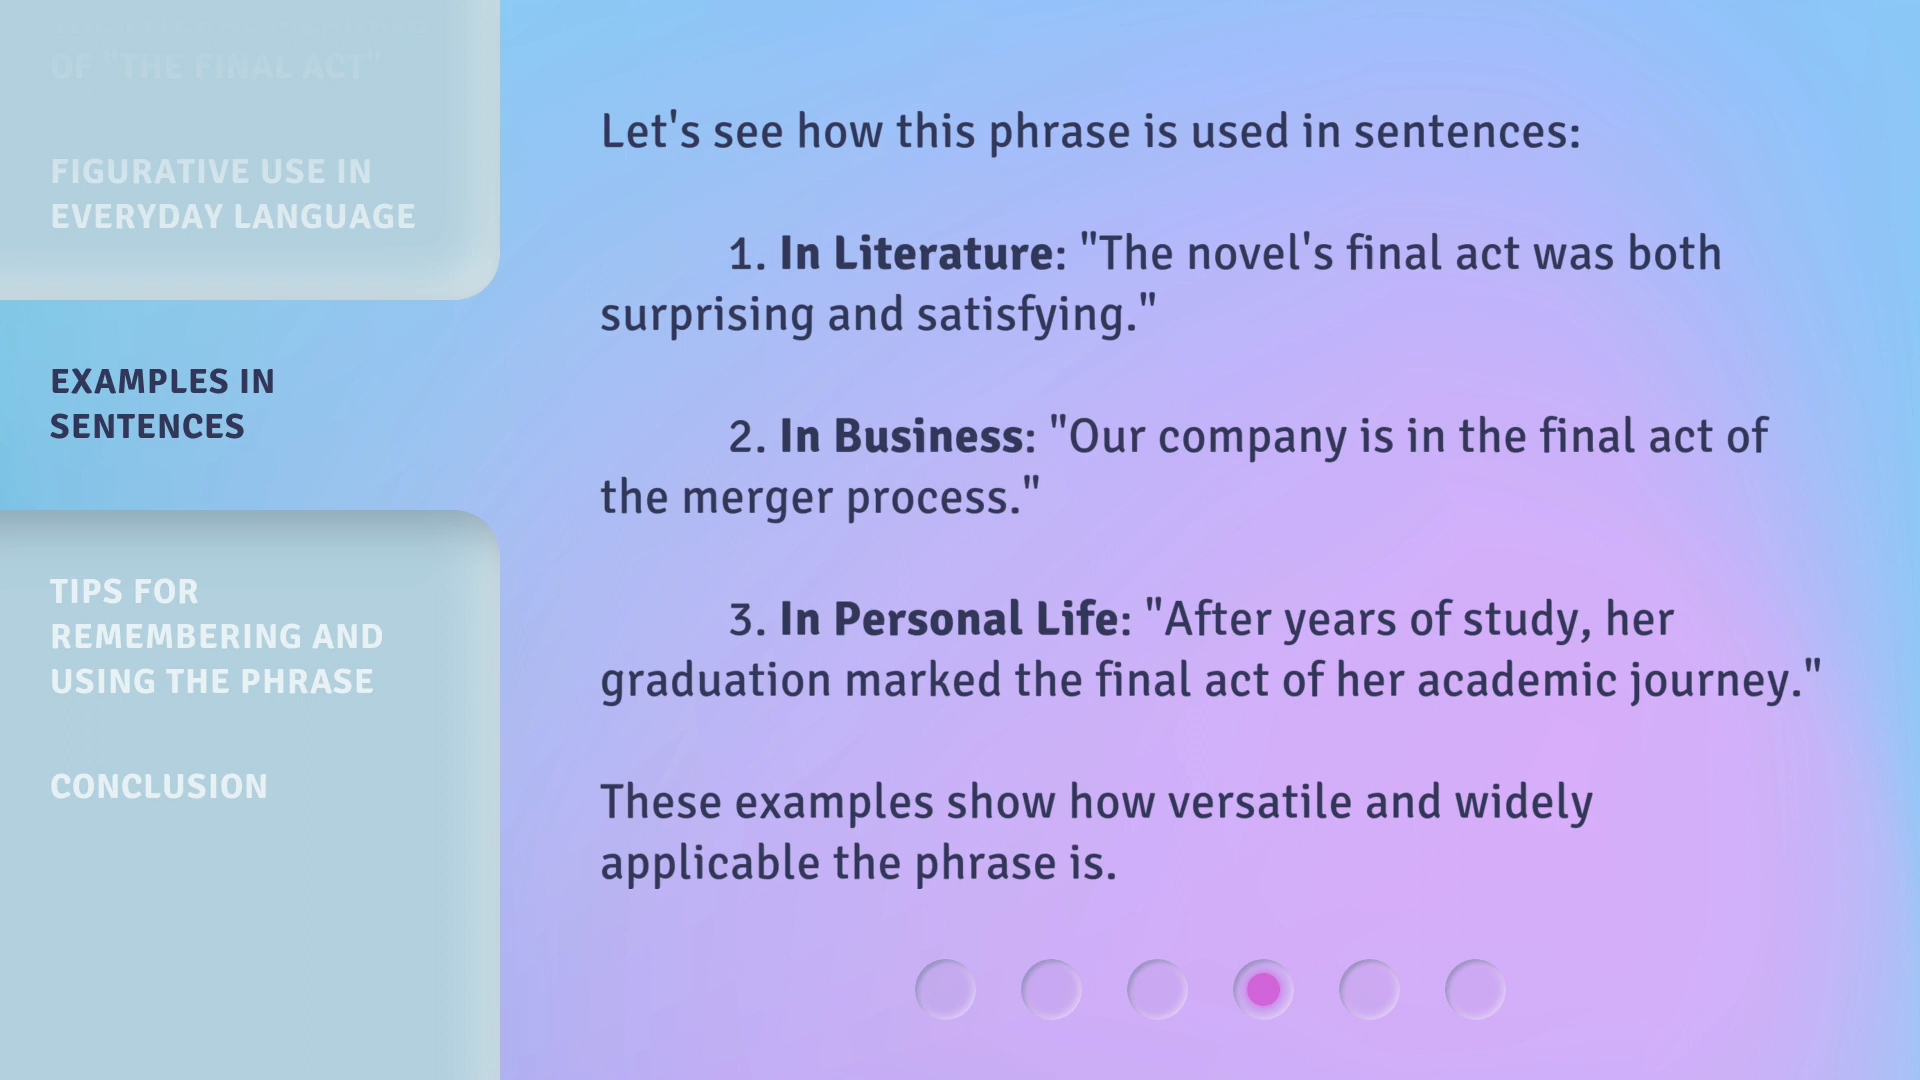 OF "THE FINAL ACT"
FIGURATIVE USE IN
EVERYDAY LANGUAGE
EXAMPLES IN
SENTENCES
TIPS FOR
REMEMBERING AND
USING THE PHRASE
CONCLUSION
Let's see how this phrase is used in sentences:
1. In Literature: "The novel's final act was both
surprising and satisfying."
2. In Business: "Our company is in the final act of
the merger process."
3. In Personal Life: "After years of study, her
graduation marked the final act of her academic journey."
These examples show how versatile and widely
applicable the phrase is.